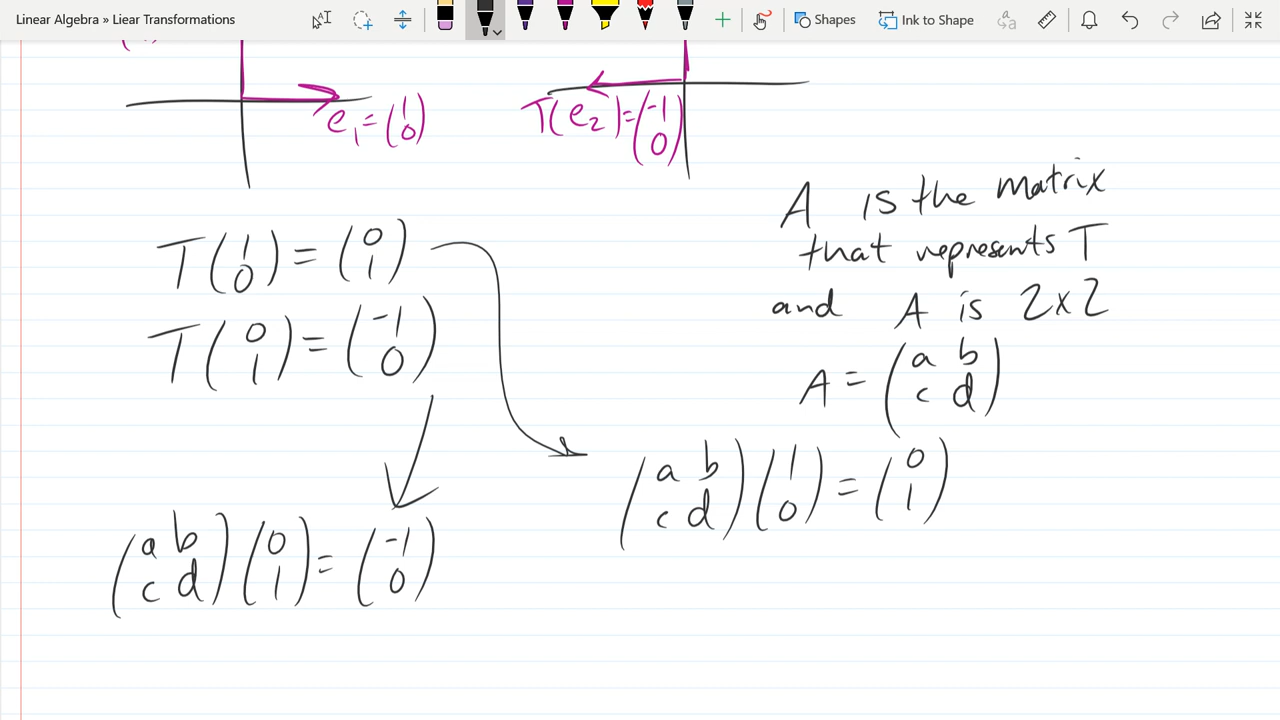 Linear Algebra » Liear Transformations
Shapes
Ink to Shape
e₁ = (1 0)
T(e₂) = (-1 0)
A is the matrix
that represents T
and A is 2x2
A = (a b
c d)
T(1 0) = (0 1)
T(0 1) = (-1 0)
(a b
c d)(1 0) = (0 1)
(a b
c d)(0 1) = (-1 0)